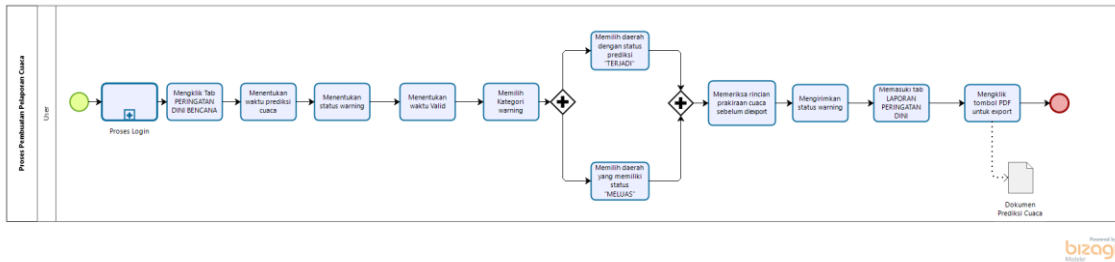 Proses Pembuatan Pelaporan Cuaca
User
Proses Login
Mengklik Tab
PERINGATAN
DINI BENCANA
Menentukan
waktu prediksi
cuaca
Menentukan
status warning
Menentukan
waktu Valid
Memilih
Kategori
warning
Memilih daerah
dengan status
prediksi
"TERJADI"
Memilih daerah
yang memiliki
status
"MELUAS"
Memeriksa rincian
prakiraan cuaca
sebelum diexport
Mengirimkan
status warning
Memasuki tab
LAPORAN
PERINGATAN
DINI
Mengklik
tombol PDF
untuk export
Dokumen
Prediksi Cuaca
Powered by
bizagi
Modeler